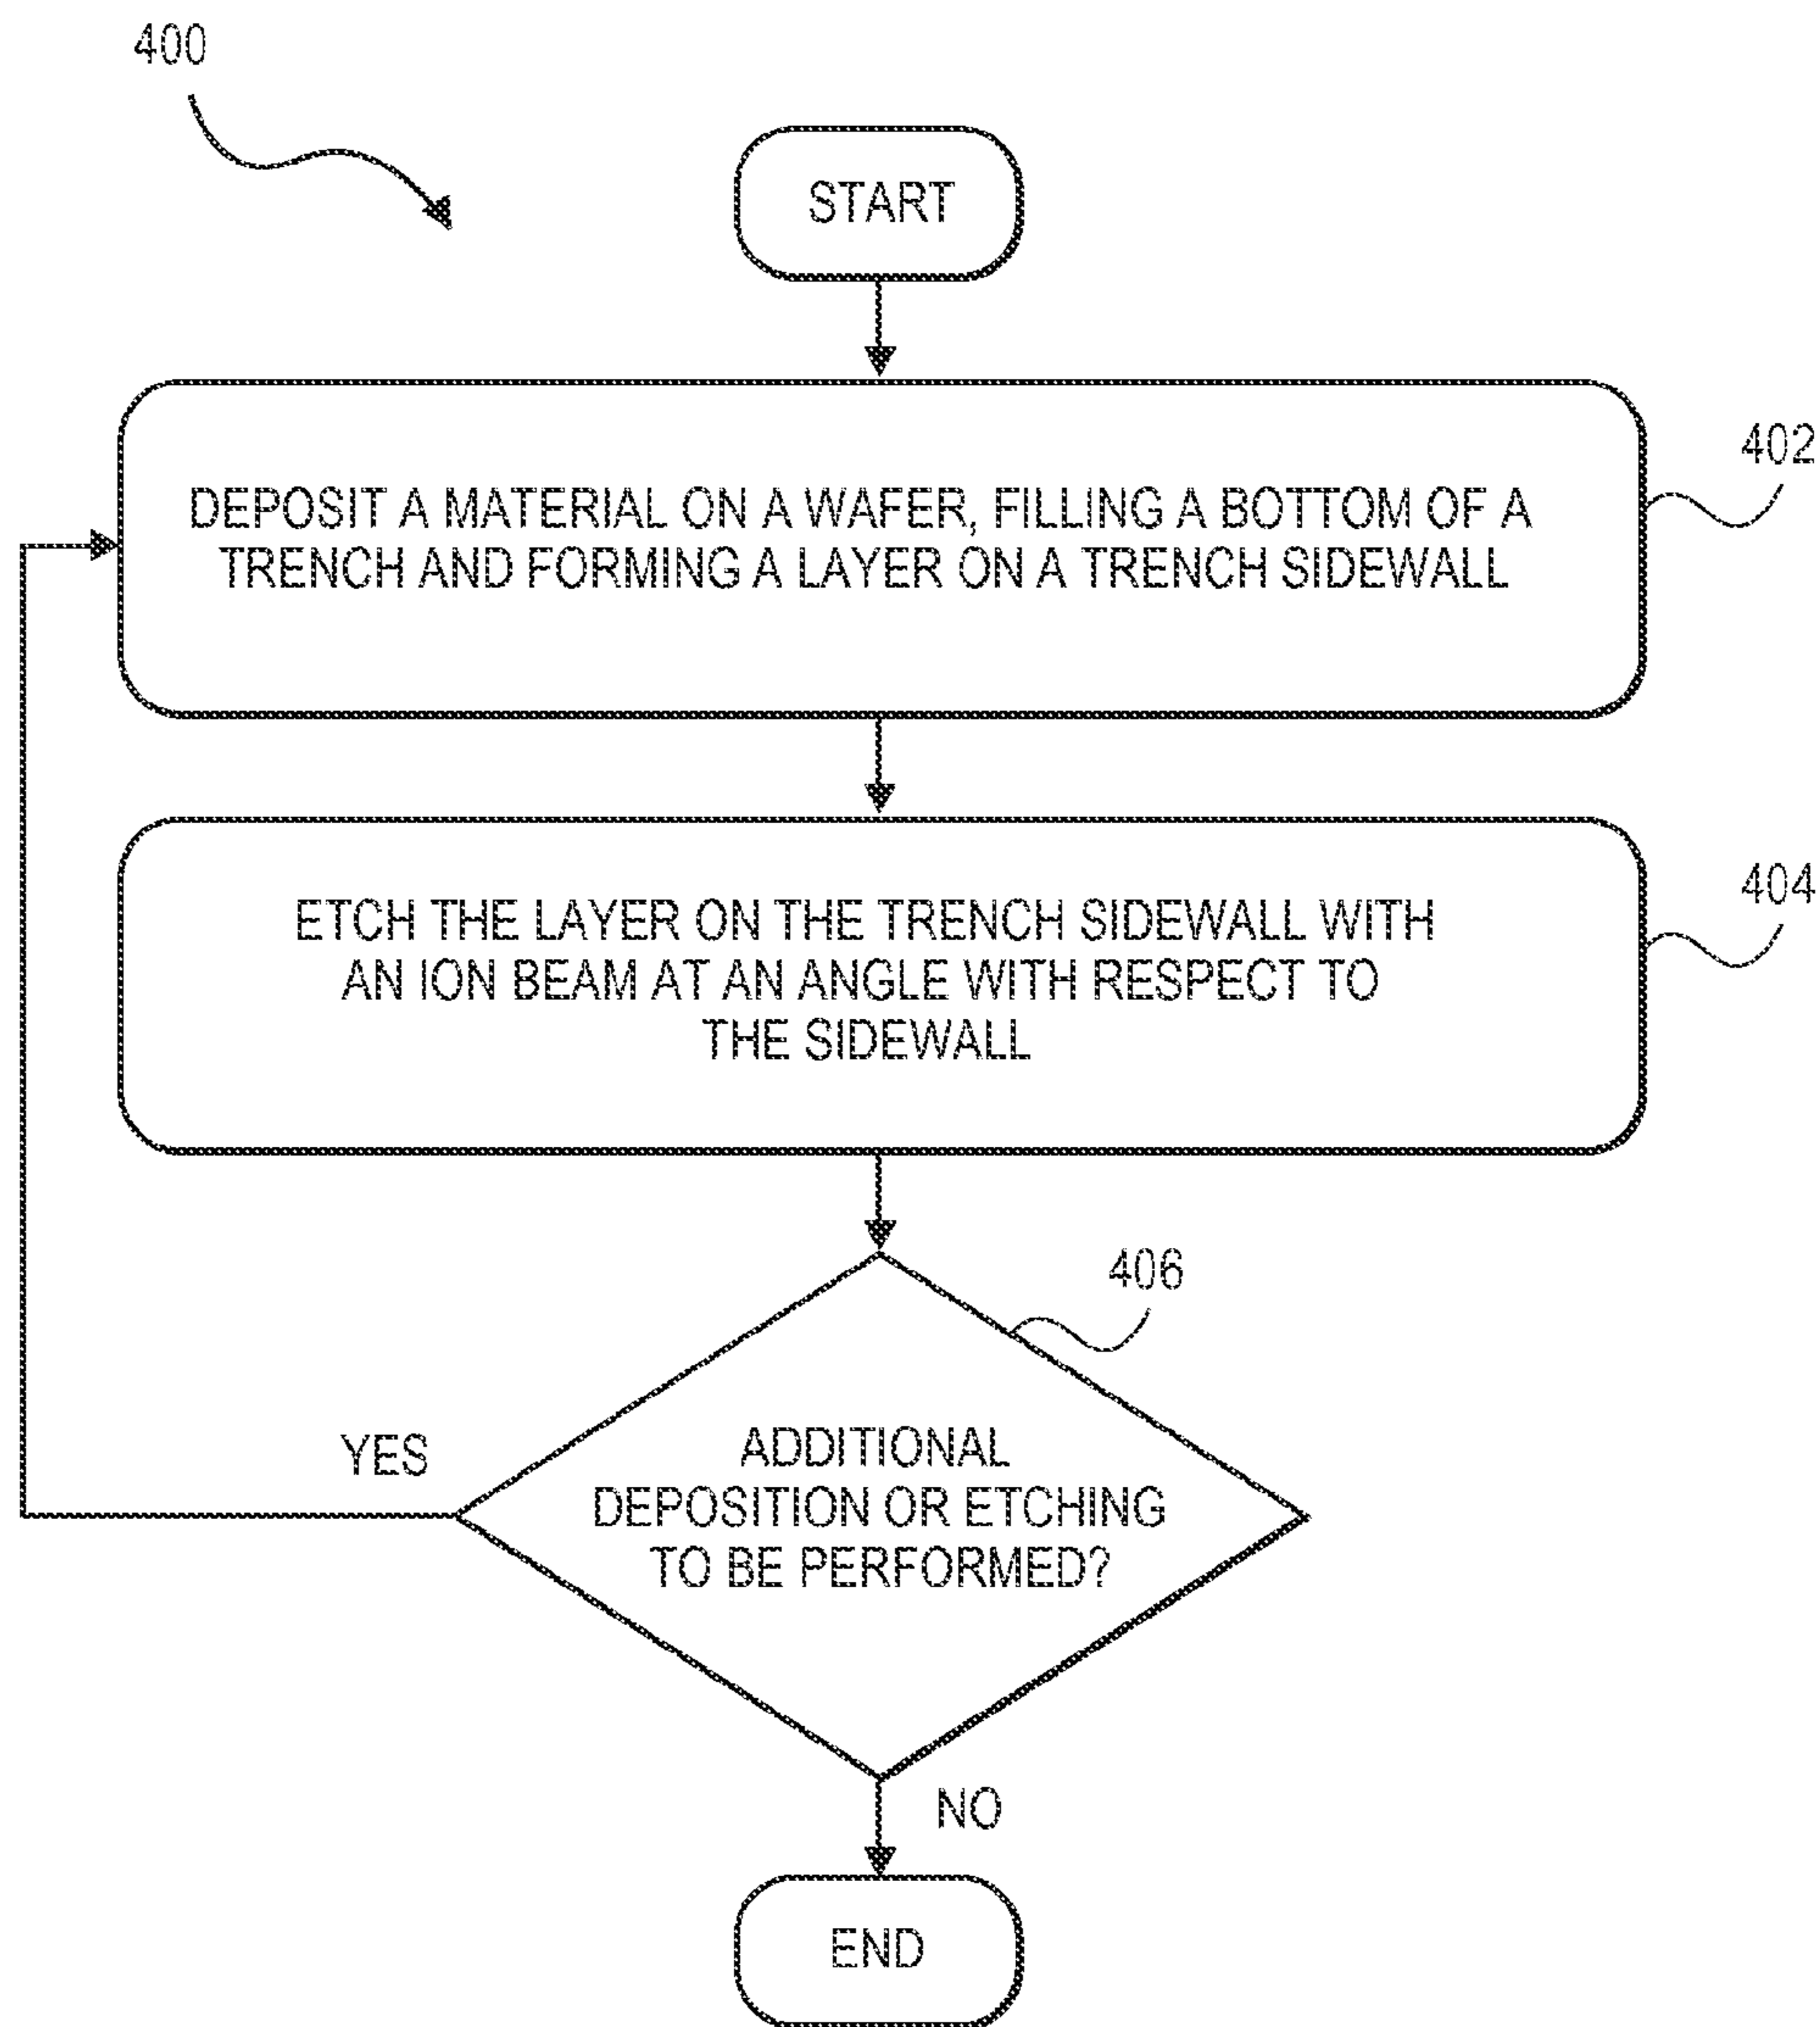 400
START
402
DEPOSIT A MATERIAL ON A WAFER, FILLING A BOTTOM OF A
TRENCH AND FORMING A LAYER ON A TRENCH SIDEWALL
404
ETCH THE LAYER ON THE TRENCH SIDEWALL WITH
AN ION BEAM AT AN ANGLE WITH RESPECT TO
THE SIDEWALL
406
YES
ADDITIONAL
DEPOSITION OR ETCHING
TO BE PERFORMED?
NO
END